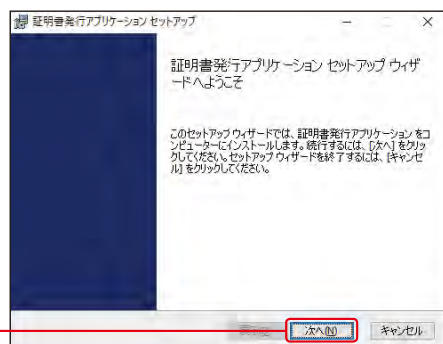 証明書発行アプリケーション セットアップ
証明書発行アプリケーション セットアップ ウィザ
ードへようこそ
このセットアップ ウィザードでは、証明書発行アプリケーション をコ
ンピューターにインストールします。続行するには、[次へ] をクリッ
クしてください。セットアップ ウィザードを終了するには、[キャンセ
ル] をクリックしてください。
次へ(N)
キャンセル